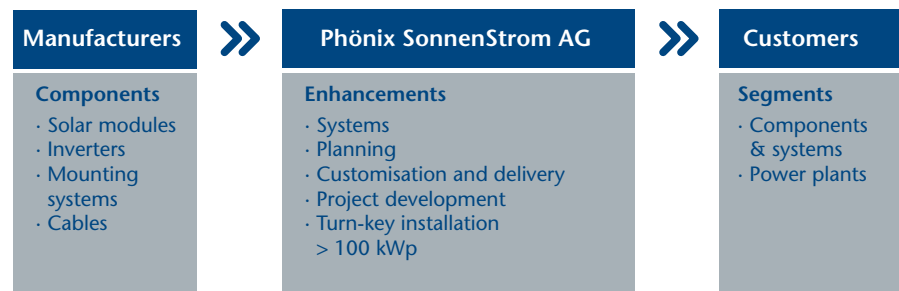 Manufacturers
Components
· Solar modules
· Inverters
· Mounting
systems
· Cables
Phönix SonnenStrom AG
Enhancements
· Systems
· Planning
· Customisation and delivery
· Project development
· Turn-key installation
> 100 kWp
Customers
Segments
· Components
& systems
· Power plants